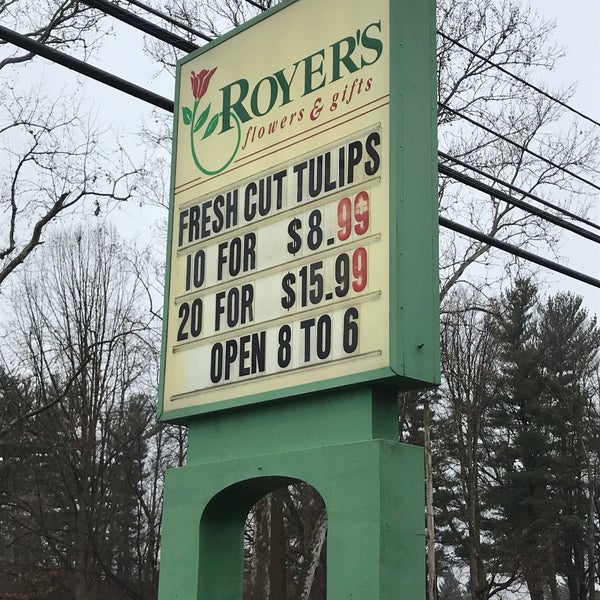 ROYER'S
flowers & gifts
FRESH CUT TULIPS
10 FOR $8.99
20 FOR $15.99
OPEN 8 TO 6